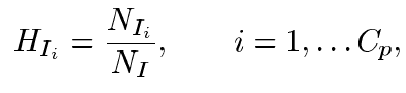 H_{I_i} = \frac{N_{I_i}}{N_I}, \qquad i = 1, \ldots C_p,